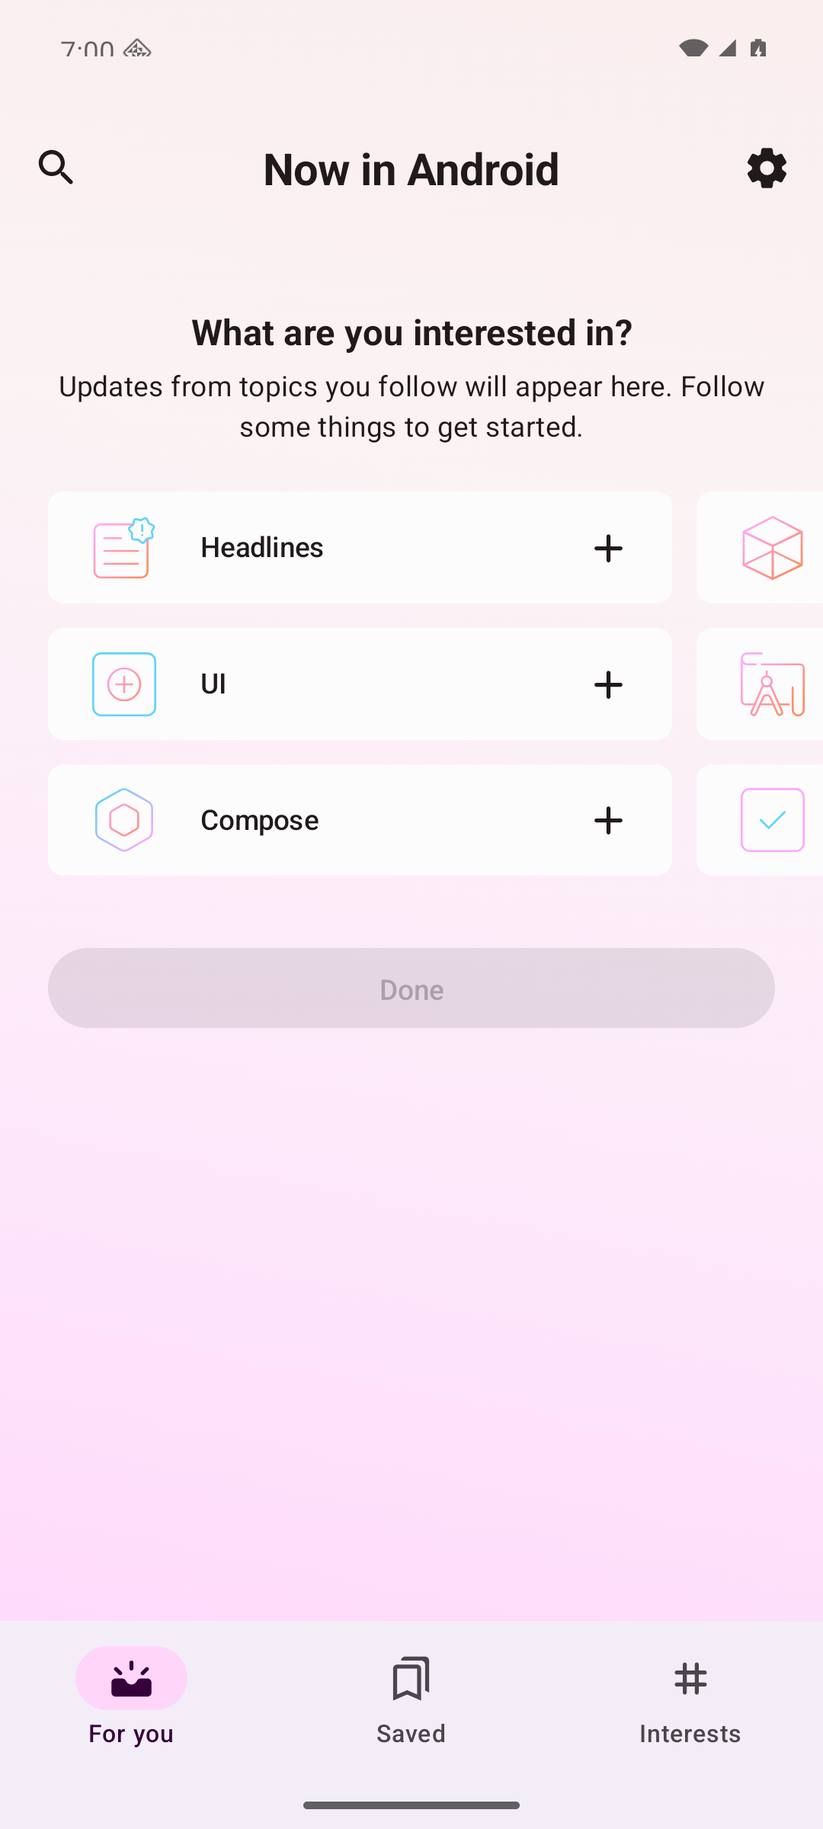 7:00
Now in Android
What are you interested in?
Updates from topics you follow will appear here. Follow
some things to get started.
Headlines
UI
Compose
Done
For you
Saved
Interests